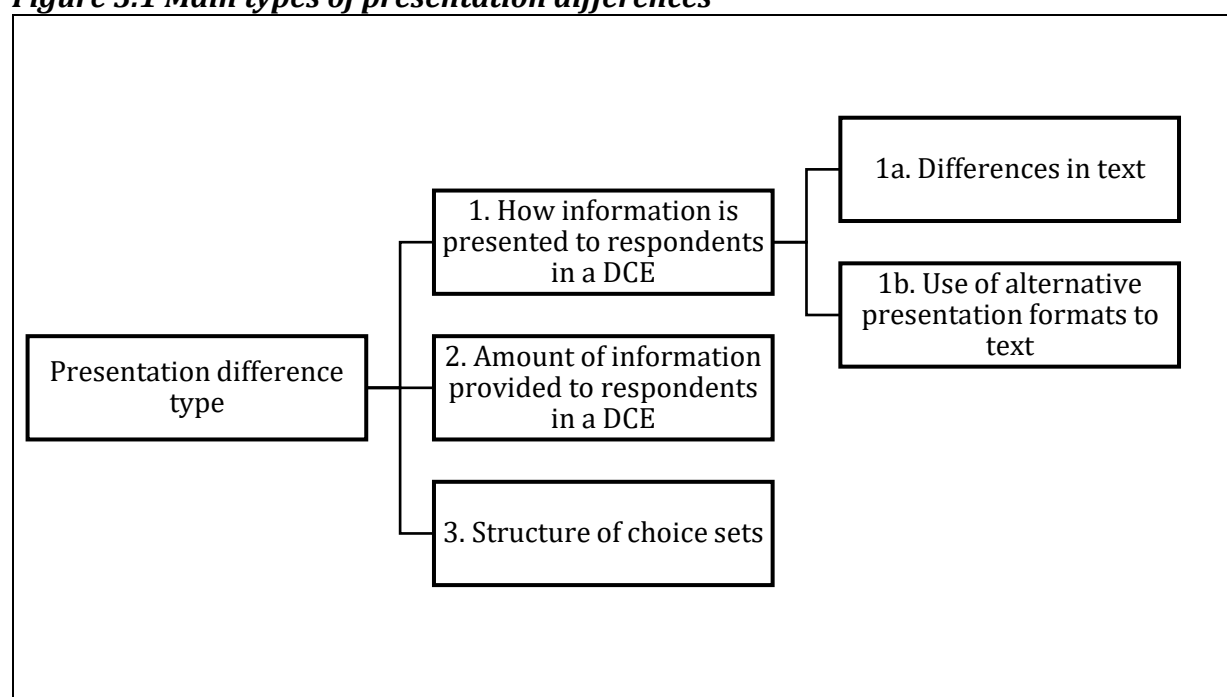 Figure 3.1 Main types of presentation differences
1a. Differences in text
1. How information is
presented to respondents
in a DCE
1b. Use of alternative
presentation formats to
text
Presentation difference
type
2. Amount of information
provided to respondents
in a DCE
3. Structure of choice sets